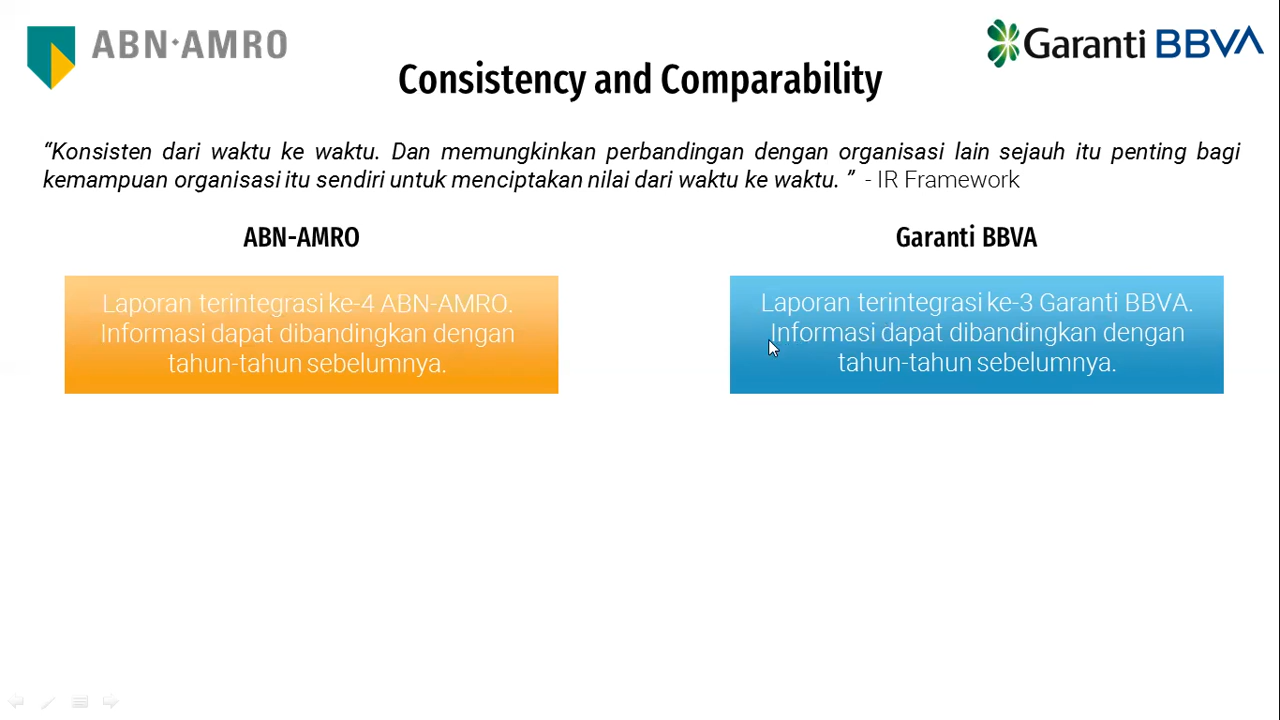 ABN·AMRO
Garanti BBVA
Consistency and Comparability
“Konsisten dari waktu ke waktu. Dan memungkinkan perbandingan dengan organisasi lain sejauh itu penting bagi
kemampuan organisasi itu sendiri untuk menciptakan nilai dari waktu ke waktu. ” - IR Framework
ABN-AMRO
Laporan terintegrasi ke-4 ABN-AMRO.
Informasi dapat dibandingkan dengan
tahun-tahun sebelumnya.
Garanti BBVA
Laporan terintegrasi ke-3 Garanti BBVA.
Informasi dapat dibandingkan dengan
tahun-tahun sebelumnya.